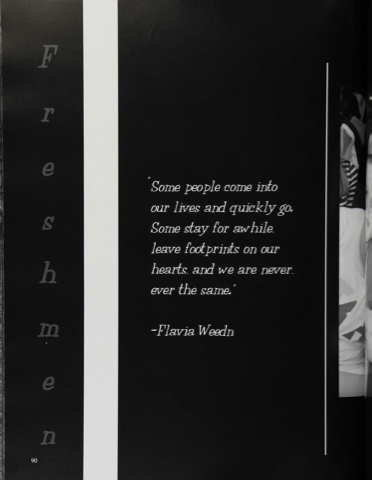 Freshmen
"Some people come into
our lives and quickly go.
Some stay for awhile,
leave footprints on our
hearts, and we are never,
ever the same."
-Flavia Weedn
90